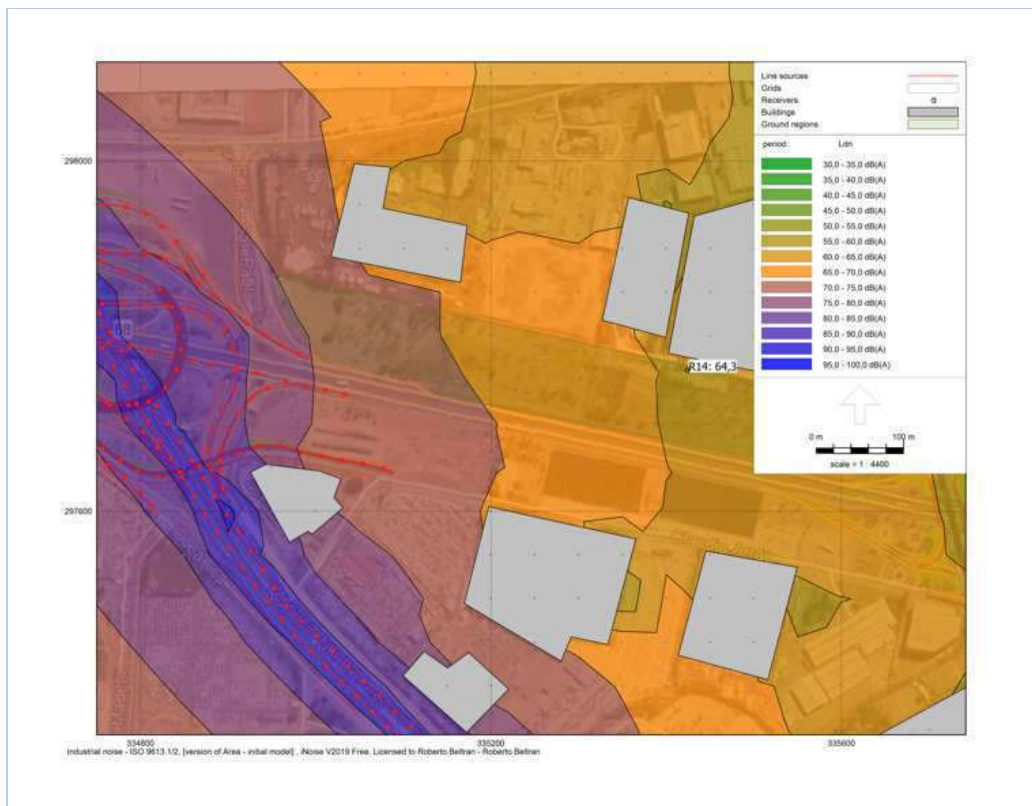 Line sources
Grids
Receivers
Buildings
Ground regions
period: Ldn
30,0 - 35,0 dB(A)
35,0 - 40,0 dB(A)
40,0 - 45,0 dB(A)
45,0 - 50,0 dB(A)
50,0 - 55,0 dB(A)
55,0 - 60,0 dB(A)
60,0 - 65,0 dB(A)
65,0 - 70,0 dB(A)
70,0 - 75,0 dB(A)
75,0 - 80,0 dB(A)
80,0 - 85,0 dB(A)
85,0 - 90,0 dB(A)
90,0 - 95,0 dB(A)
95,0 - 100,0 dB(A)
0 m 100 m
scale = 1 : 4400
298000
68
R14: 64,3
297600
334800 335200 335600
Industrial noise - ISO 9613.1/2, [version of Area - initial model] , iNoise V2019 Free. Licensed to Roberto Beltran - Roberto Beltran